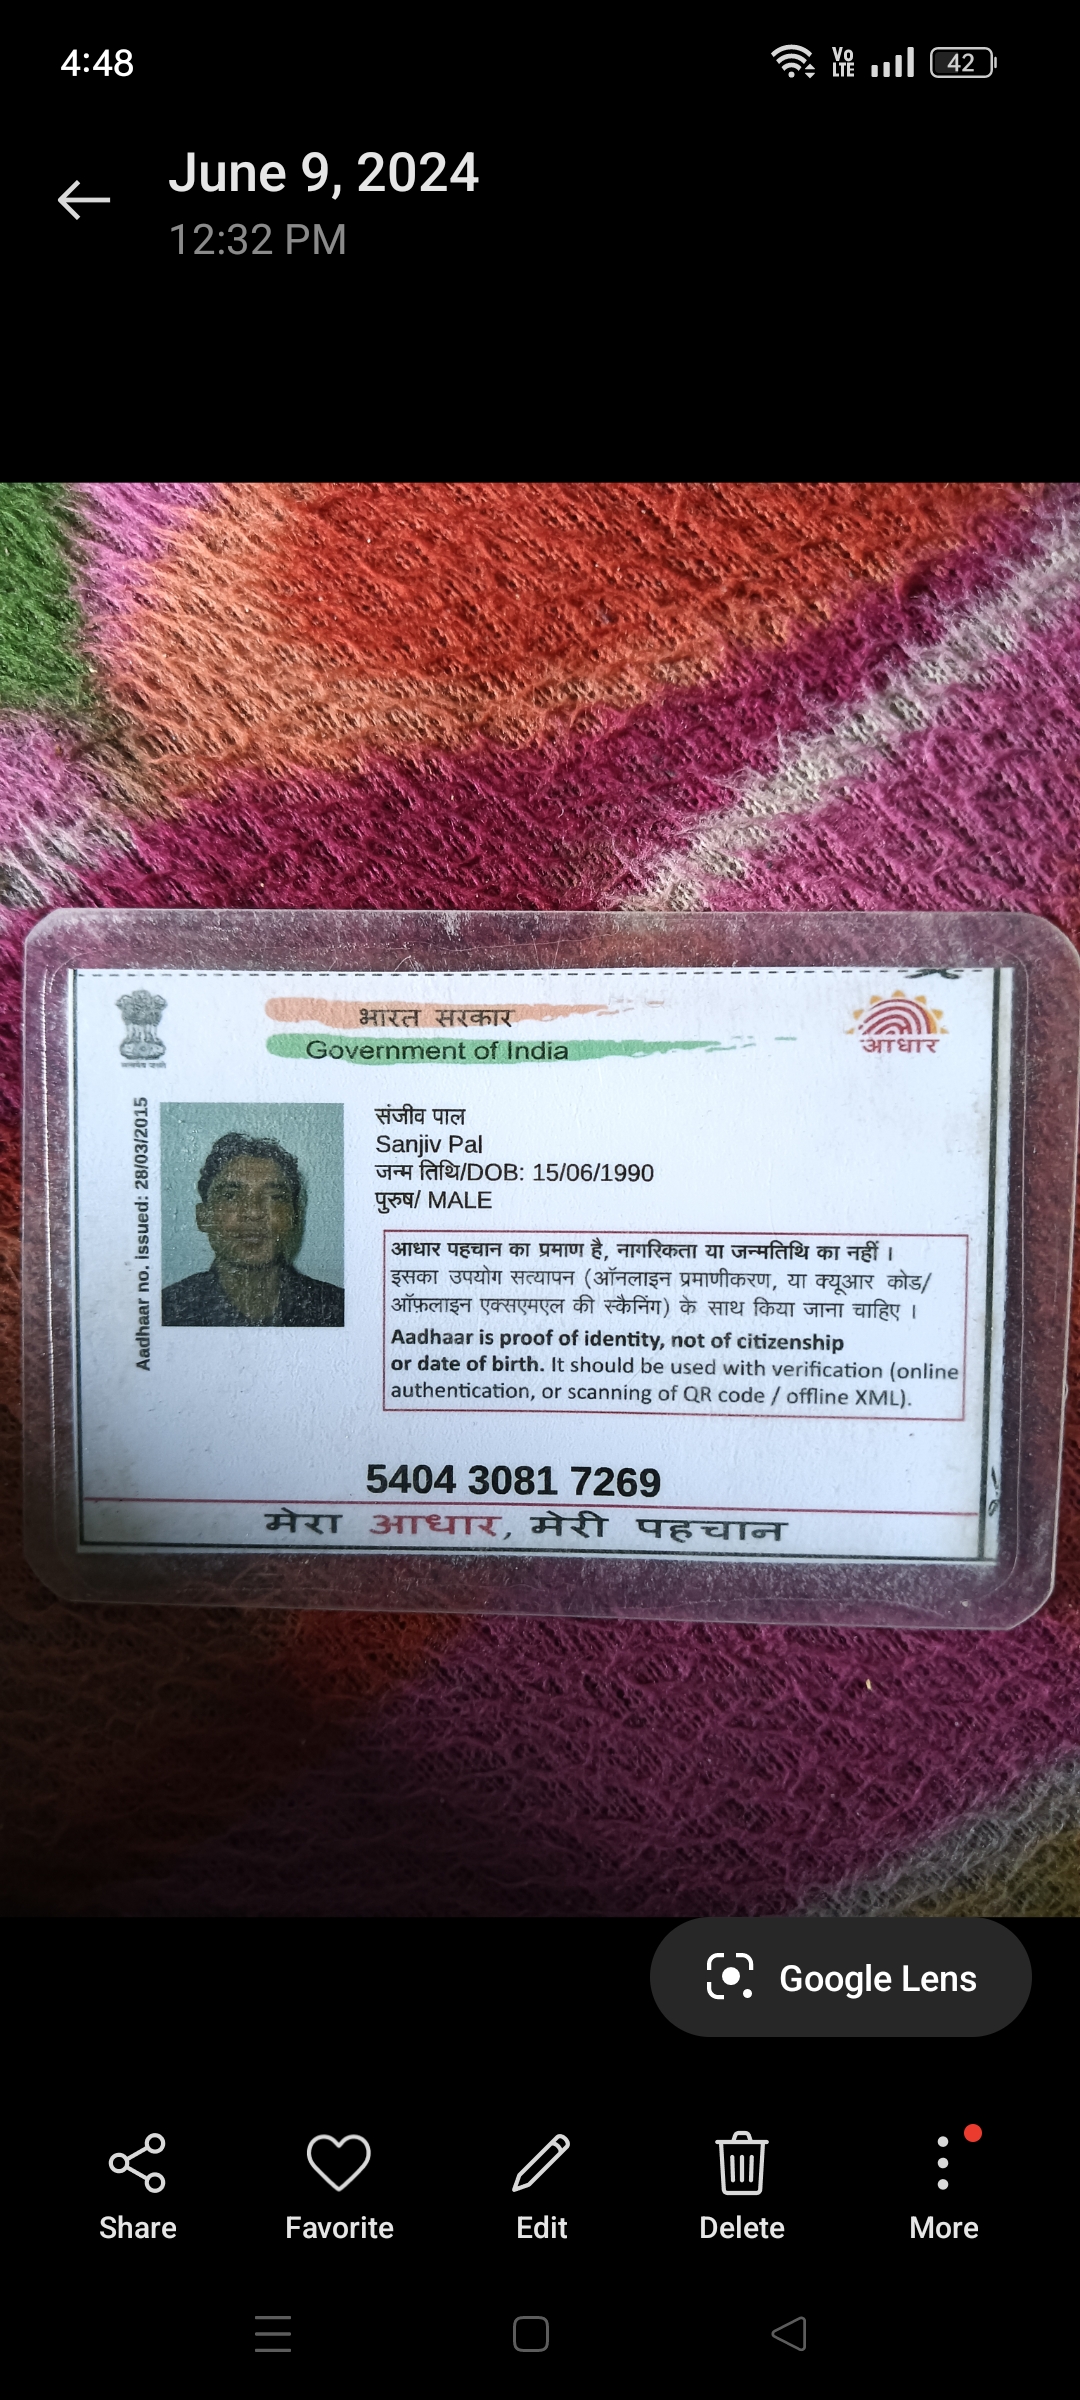 4:48
Vo LTE 42
June 9, 2024
12:32 PM
भारत सरकार
Government of India
आधार
Aadhaar no. issued: 28/03/2015
संजीव पाल
Sanjiv Pal
जन्म तिथि/DOB: 15/06/1990
पुरुष/ MALE
आधार पहचान का प्रमाण है, नागरिकता या जन्मतिथि का नहीं ।
इसका उपयोग सत्यापन (ऑनलाइन प्रमाणीकरण, या क्यूआर कोड/
ऑफ़लाइन एक्सएमएल की स्कैनिंग) के साथ किया जाना चाहिए ।
Aadhaar is proof of identity, not of citizenship
or date of birth. It should be used with verification (online
authentication, or scanning of QR code / offline XML).
5404 3081 7269
मेरा आधार, मेरी पहचान
Google Lens
Share Favorite Edit Delete More